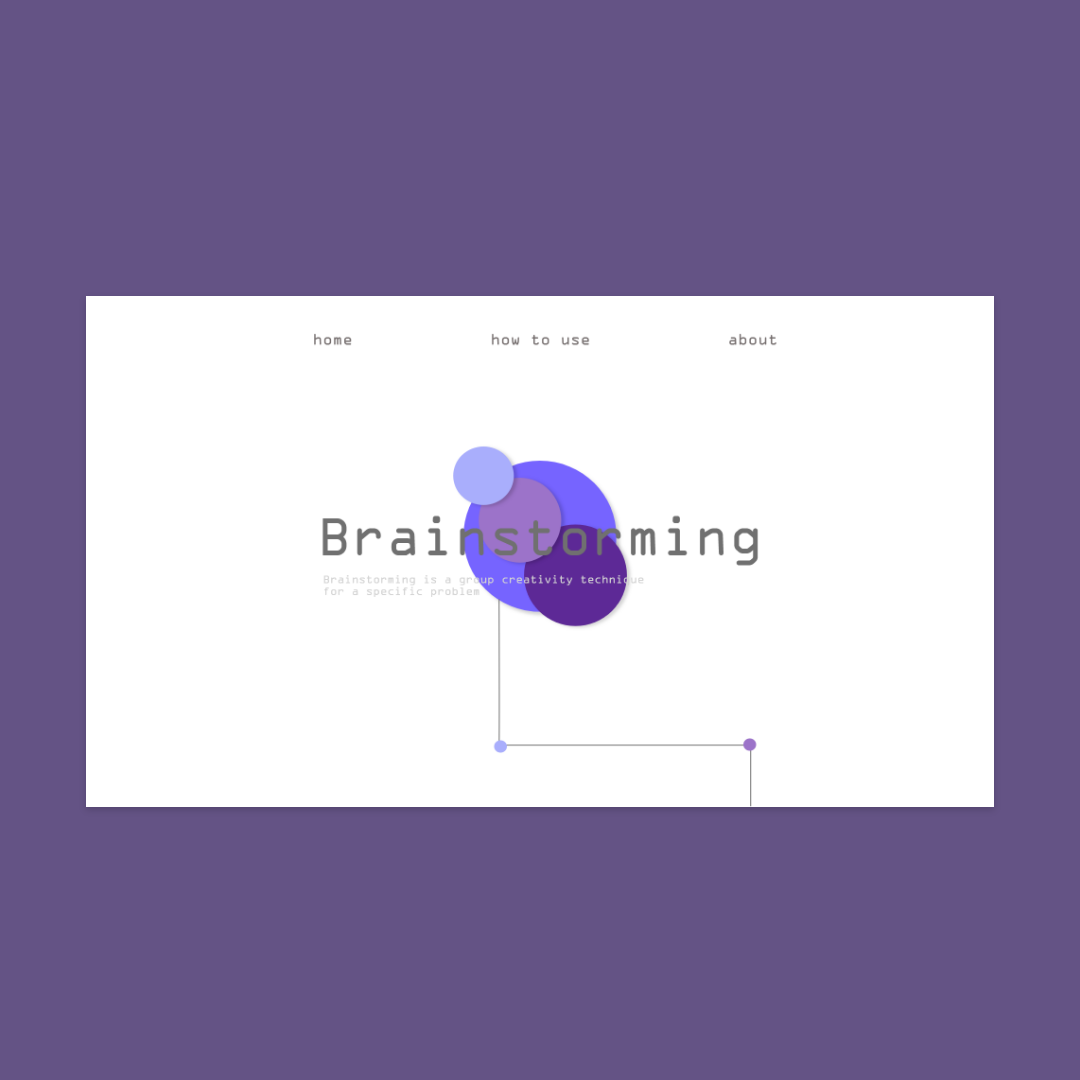 home how to use about
Brainstorming
Brainstorming is a group creativity technique
for a specific problem